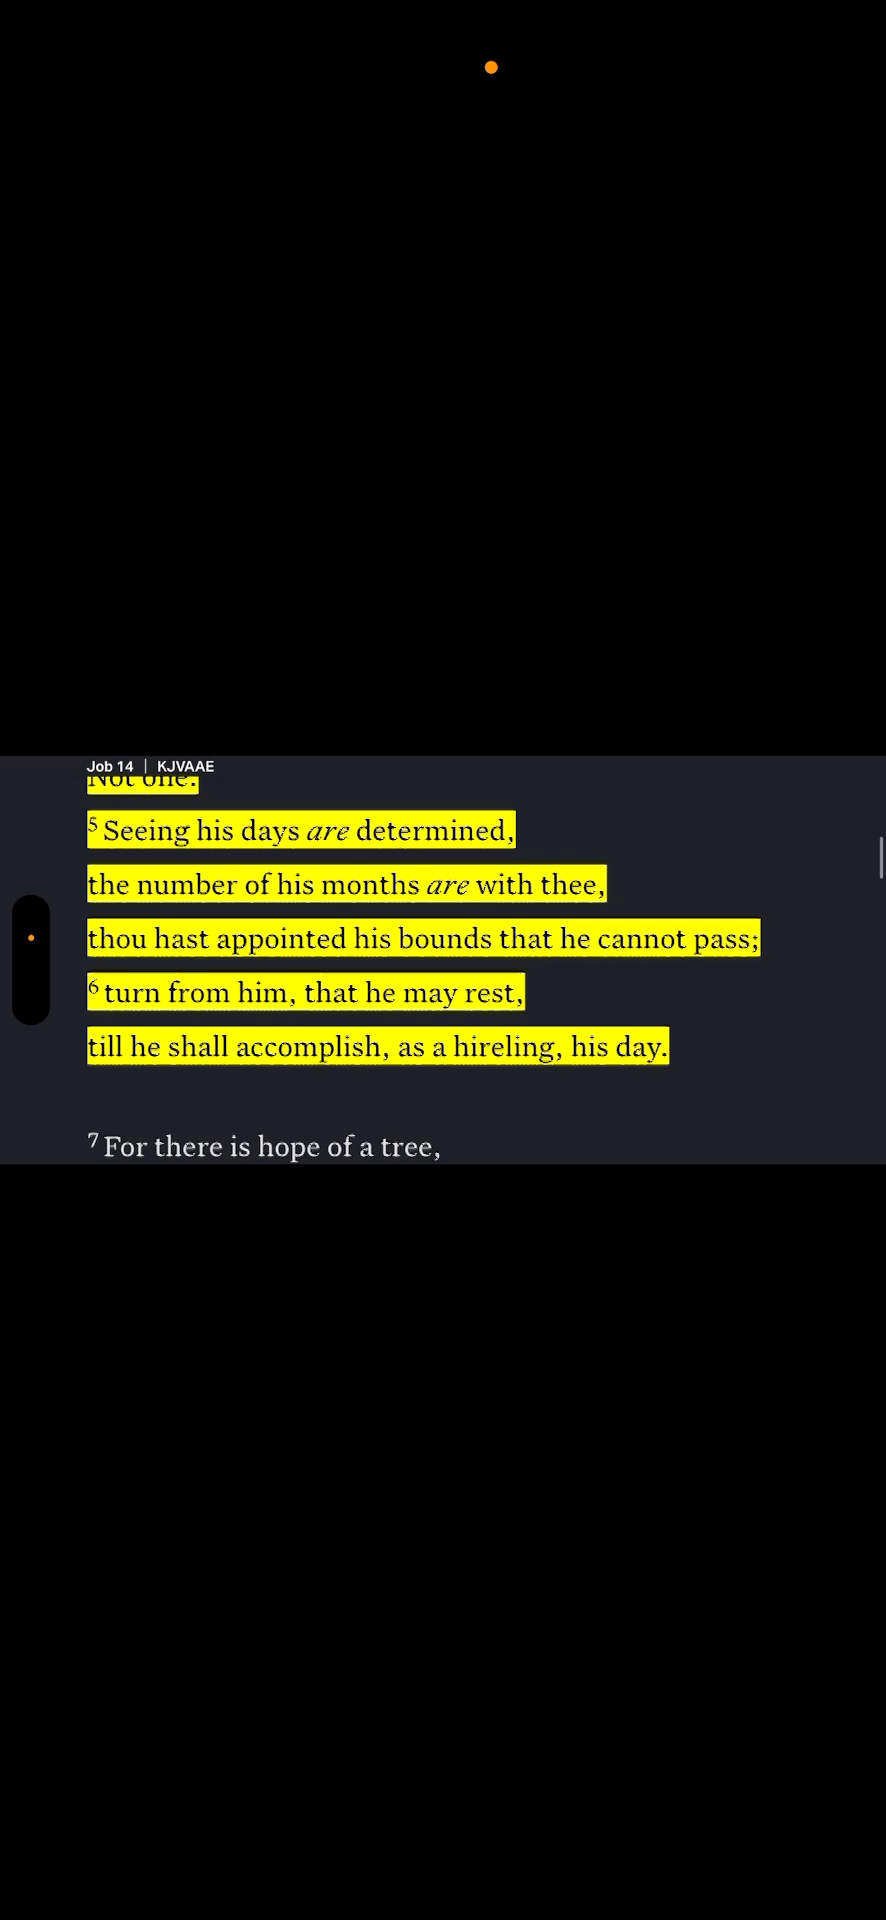 Job 14 | KJVAAE
Not one.
5 Seeing his days are determined,
the number of his months are with thee,
thou hast appointed his bounds that he cannot pass;
6 turn from him, that he may rest,
till he shall accomplish, as a hireling, his day.
7 For there is hope of a tree,